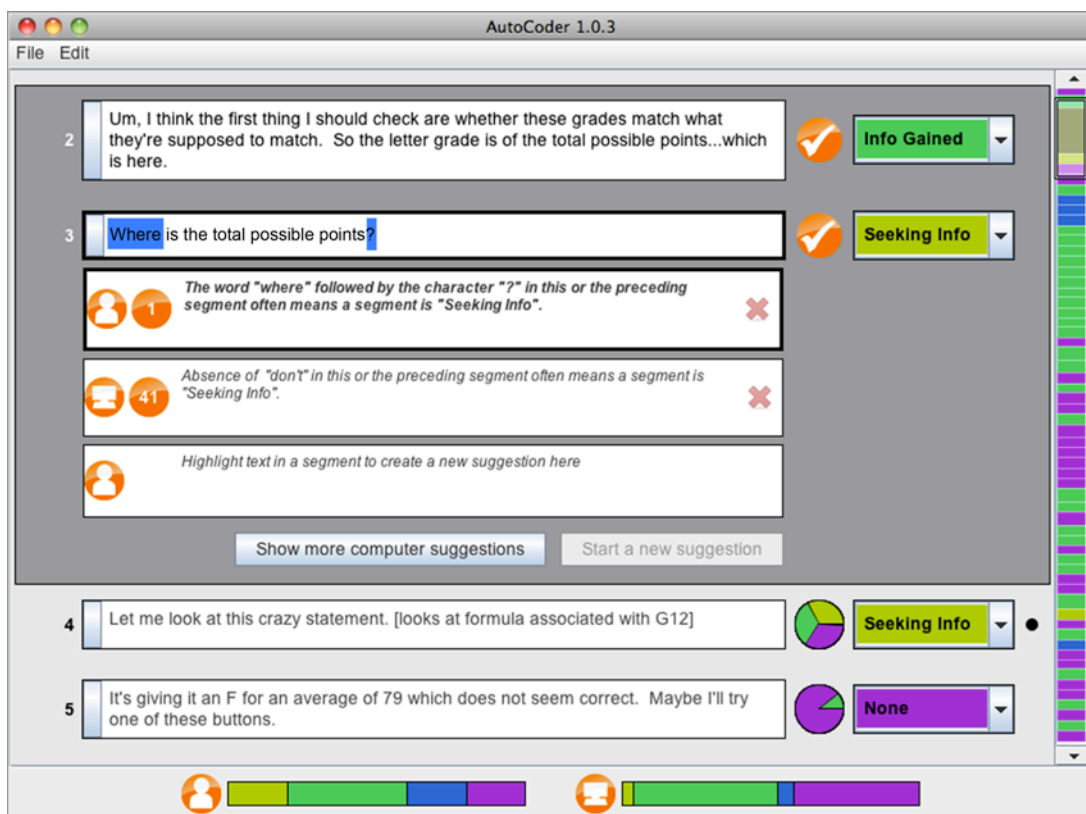 AutoCoder 1.0.3
File Edit
2
Um, I think the first thing I should check are whether these grades match what
they're supposed to match. So the letter grade is of the total possible points...which
is here.
Info Gained
3
Where is the total possible points?
Seeking Info
1
The word "where" followed by the character "?" in this or the preceding
segment often means a segment is "Seeking Info".
41
Absence of "don't" in this or the preceding segment often means a segment is
"Seeking Info".
Highlight text in a segment to create a new suggestion here
Show more computer suggestions
Start a new suggestion
4
Let me look at this crazy statement. [looks at formula associated with G12]
Seeking Info
5
It's giving it an F for an average of 79 which does not seem correct. Maybe I'll try
one of these buttons.
None